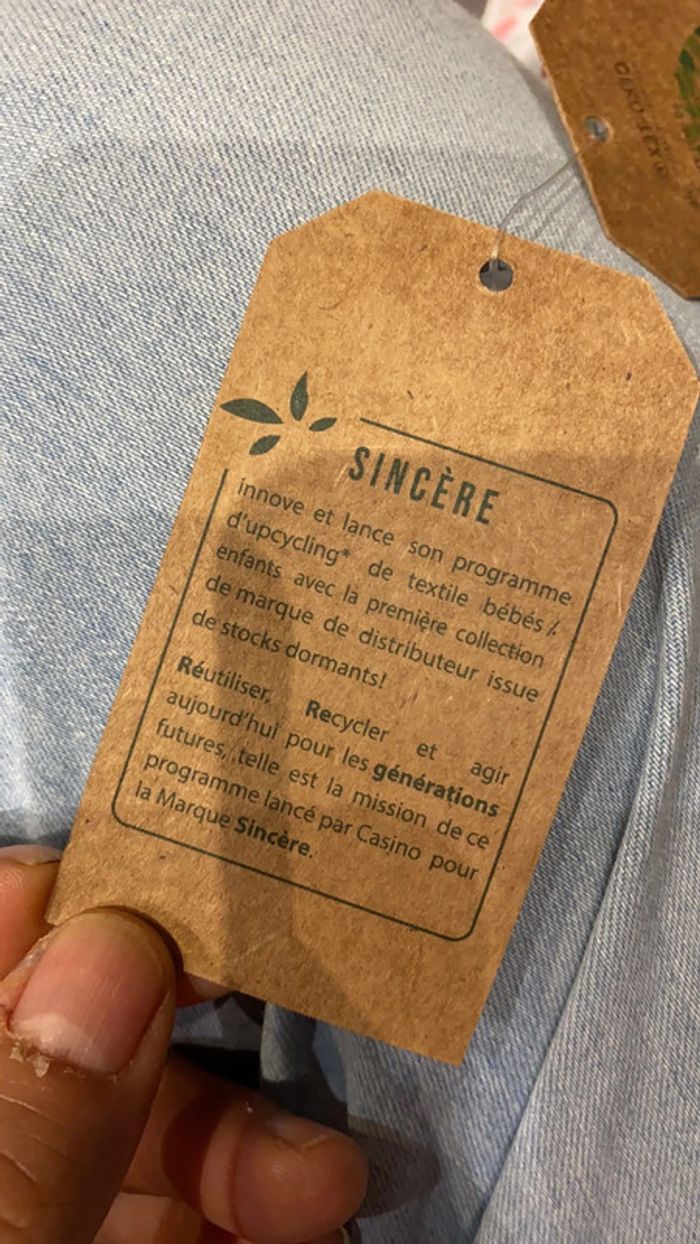 SINCÈRE
innove et lance son programme
d'upcycling* de textile bébés /
enfants avec la première collection
de marque de distributeur issue
de stocks dormants!
Réutiliser, Recycler et agir
aujourd'hui pour les générations
futures, telle est la mission de ce
programme lancé par Casino pour
la Marque Sincère.